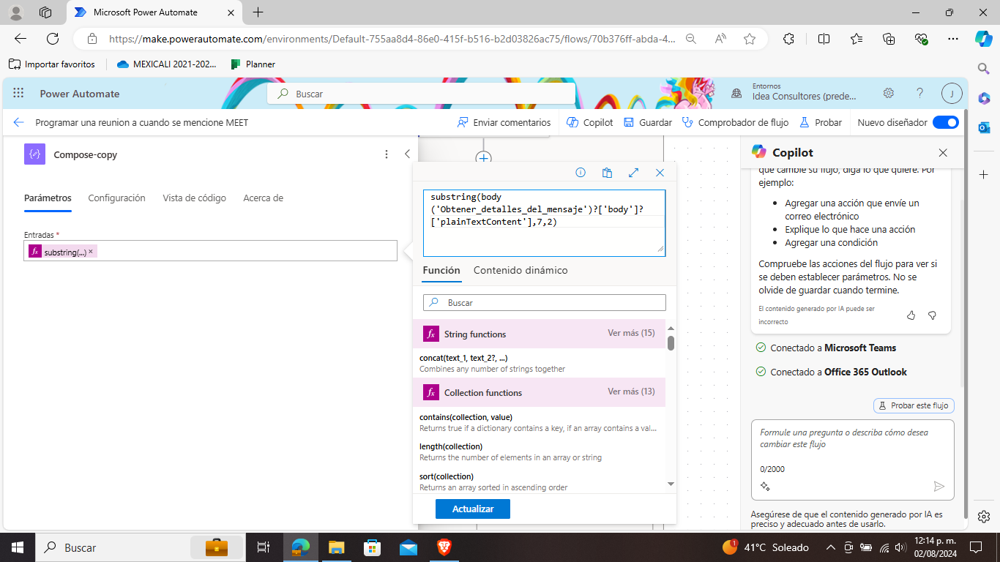 Microsoft Power Automate
https://make.powerautomate.com/environments/Default-755aa8d4-86e0-415f-b516-b2d03826ac75/flows/70b376ff-abda-4...
Importar favoritos
MEXICALI 2021-202...
Planner
Power Automate
Buscar
Entornos
Idea Consultores (prede...
J
Programar una reunion a cuando se mencione MEET
Enviar comentarios
Copilot
Guardar
Comprobador de flujo
Probar
Nuevo diseñador
Compose-copy
Parámetros
Configuración
Vista de código
Acerca de
Entradas *
fx substring(...) ×
substring(body
('Obtener_detalles_del_mensaje')?['body']?
['plainTextContent'],7,2)
Función
Contenido dinámico
Buscar
fx String functions
Ver más (15)
concat(text_1, text_2?, ...)
Combines any number of strings together
fx Collection functions
Ver más (13)
contains(collection, value)
Returns true if a dictionary contains a key, if an array contains a val...
length(collection)
Returns the number of elements in an array or string
sort(collection)
Returns an array sorted in ascending order
Actualizar
Copilot
que cambie su flujo, diga lo que quiere. Por
ejemplo:
• Agregar una acción que envíe un
correo electrónico
• Explique lo que hace una acción
• Agregar una condición
Compruebe las acciones del flujo para ver si
se deben establecer parámetros. No se
olvide de guardar cuando termine.
El contenido generado por IA puede ser
incorrecto
Conectado a Microsoft Teams
Conectado a Office 365 Outlook
Probar este flujo
Formule una pregunta o describa cómo desea
cambiar este flujo
0/2000
Asegúrese de que el contenido generado por IA es
preciso y adecuado antes de usarlo.
Buscar
1
41°C Soleado
12:14 p. m.
02/08/2024